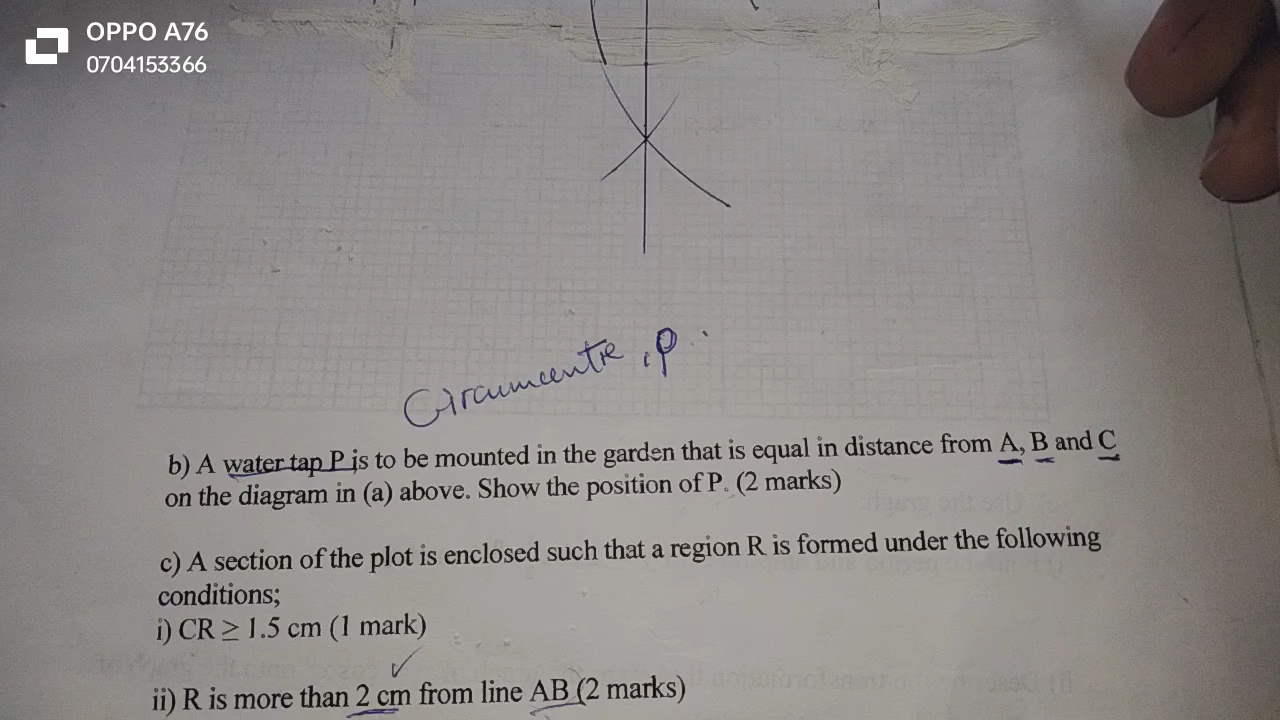 OPPO A76
0704153366
Circumcentre, P.
b) A water tap P is to be mounted in the garden that is equal in distance from A, B and C
on the diagram in (a) above. Show the position of P. (2 marks)
c) A section of the plot is enclosed such that a region R is formed under the following
conditions;
i) CR ≥ 1.5 cm (1 mark)
ii) R is more than 2 cm from line AB (2 marks)